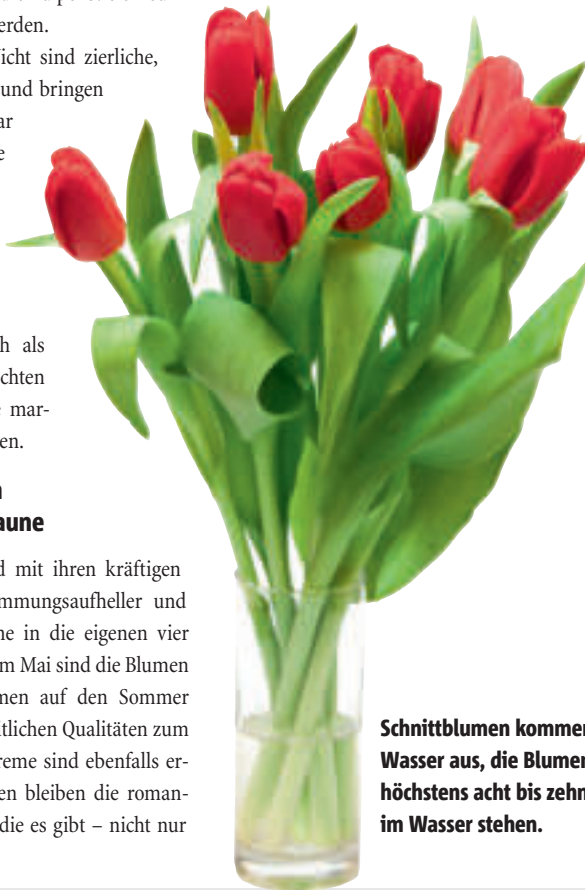 erden.
icht sind zierliche,
und bringen
ar
e
h als
chten
e mar-
en.
n
aune
d mit ihren kräftigen
mmungsaufheller und
ne in die eigenen vier
m Mai sind die Blumen
men auf den Sommer
tlichen Qualitäten zum
reme sind ebenfalls er-
en bleiben die roman-
die es gibt – nicht nur
Schnittblumen kommen
Wasser aus, die Blumen
höchstens acht bis zehn
im Wasser stehen.